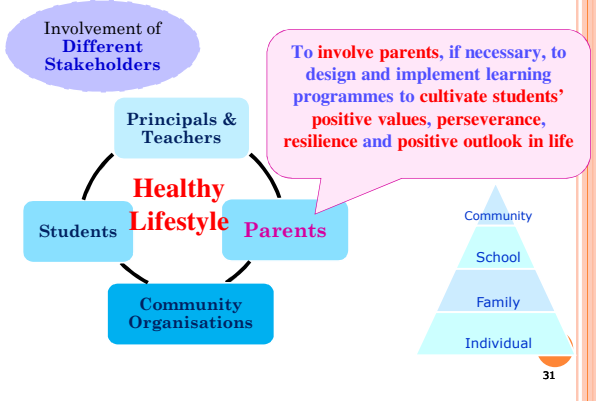 Involvement of
Different
Stakeholders
To involve parents, if necessary, to
design and implement learning
programmes to cultivate students’
positive values, perseverance,
resilience and positive outlook in life
Principals &
Teachers
Healthy
Lifestyle
Students
Parents
Community
Organisations
Community
School
Family
Individual
31